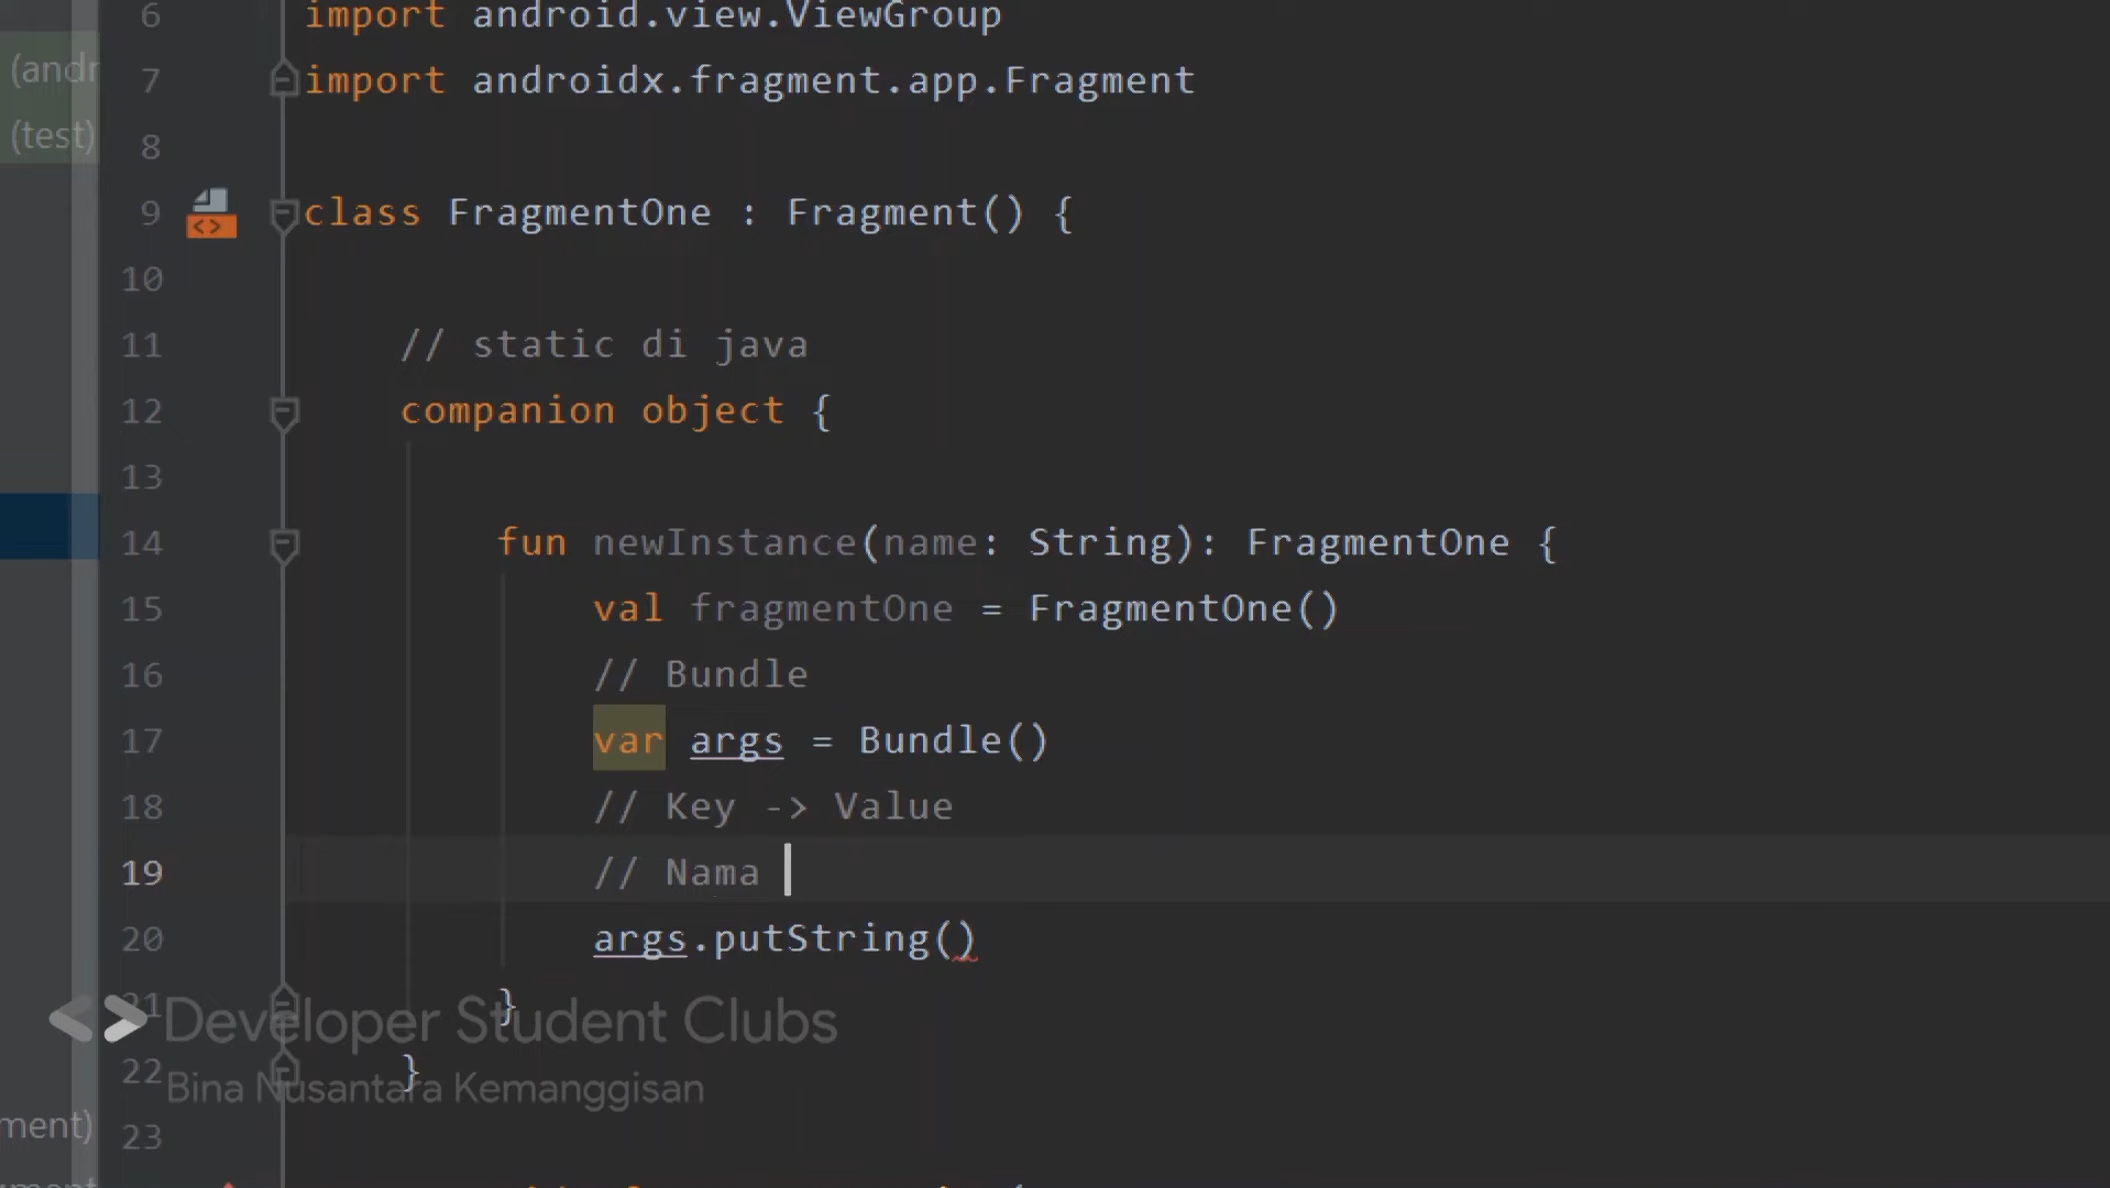 6 import android.view.ViewGroup
(andr
7 import androidx.fragment.app.Fragment
(test)
8
9 class FragmentOne : Fragment() {
10
11 // static di java
12 companion object {
13
14 fun newInstance(name: String): FragmentOne {
15 val fragmentOne = FragmentOne()
16 // Bundle
17 var args = Bundle()
18 // Key -> Value
19 // Nama
20 args.putString()
21 }
Developer Student Clubs
22 }
Bina Nusantara Kemanggisan
ment)
23